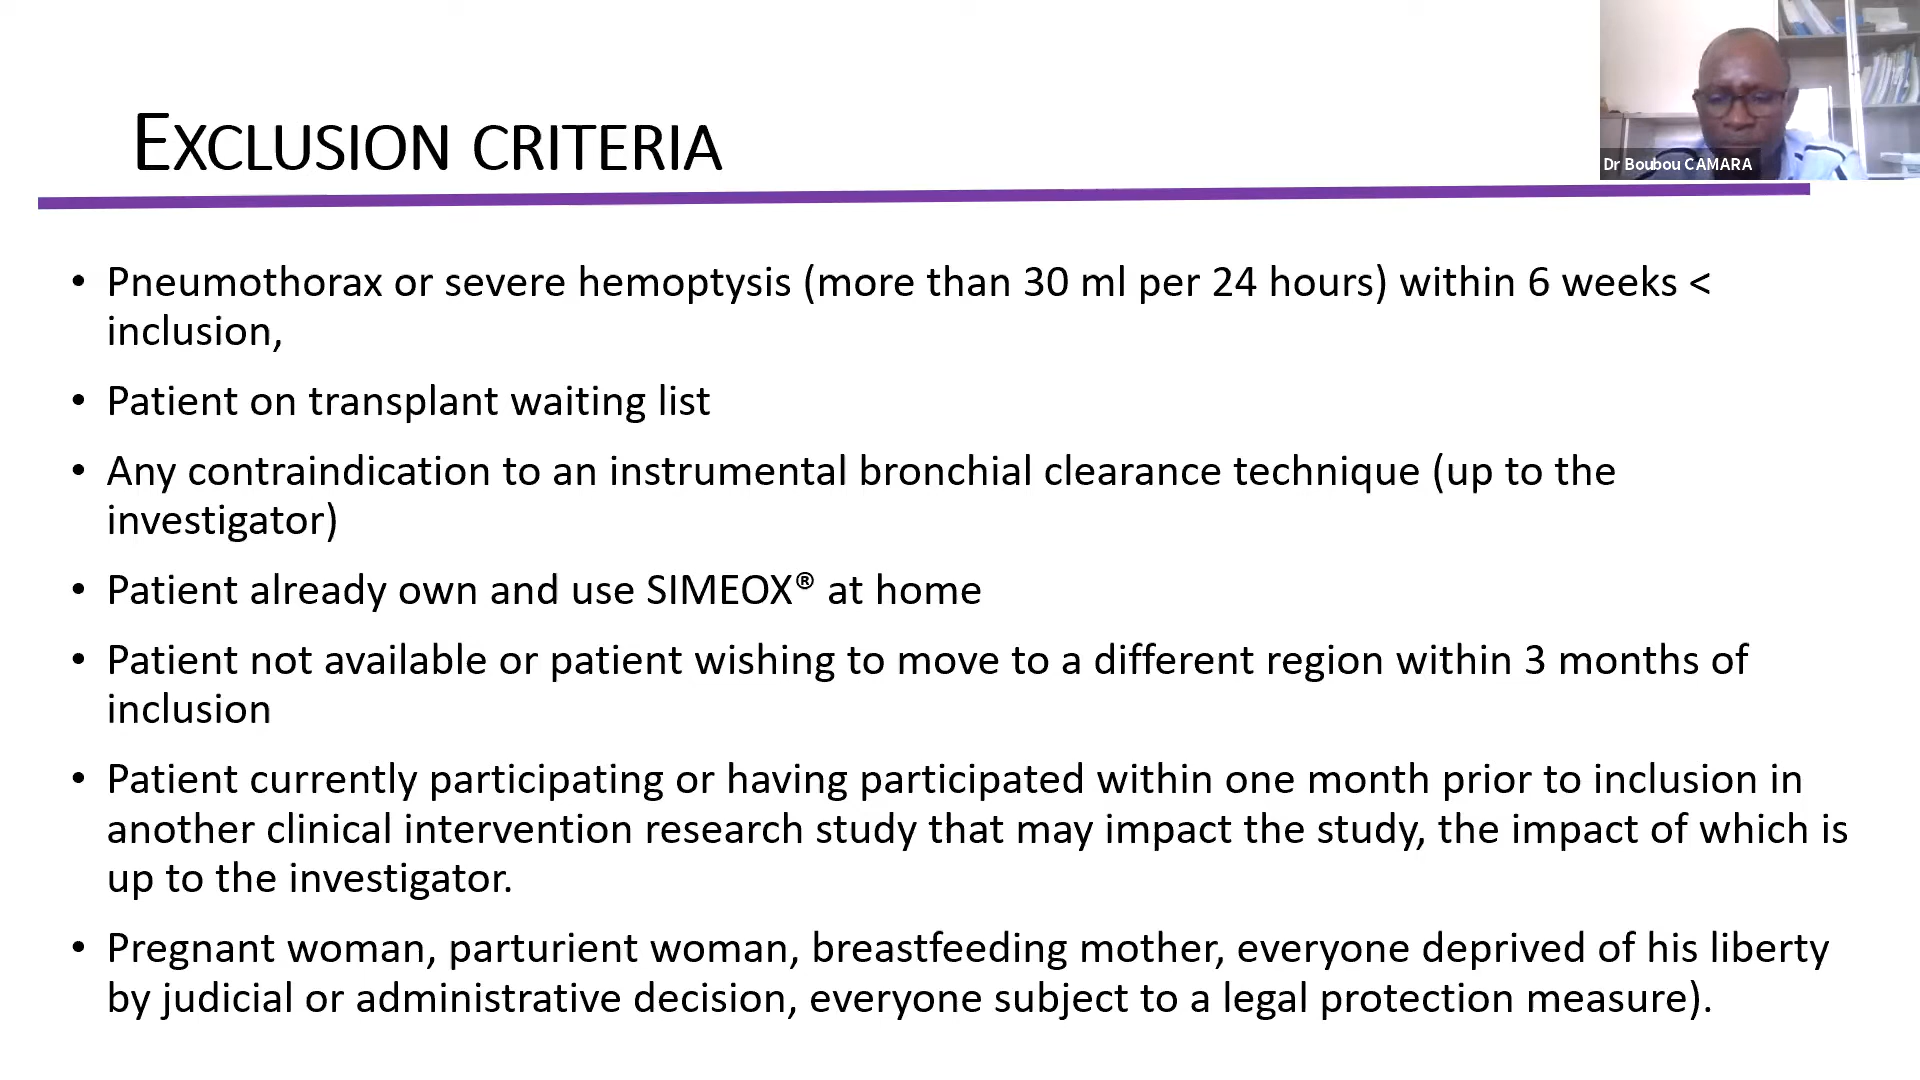 EXCLUSION CRITERIA
Dr Boubou CAMARA
• Pneumothorax or severe hemoptysis (more than 30 ml per 24 hours) within 6 weeks <
inclusion,
• Patient on transplant waiting list
• Any contraindication to an instrumental bronchial clearance technique (up to the
investigator)
• Patient already own and use SIMEOX® at home
• Patient not available or patient wishing to move to a different region within 3 months of
inclusion
• Patient currently participating or having participated within one month prior to inclusion in
another clinical intervention research study that may impact the study, the impact of which is
up to the investigator.
• Pregnant woman, parturient woman, breastfeeding mother, everyone deprived of his liberty
by judicial or administrative decision, everyone subject to a legal protection measure).